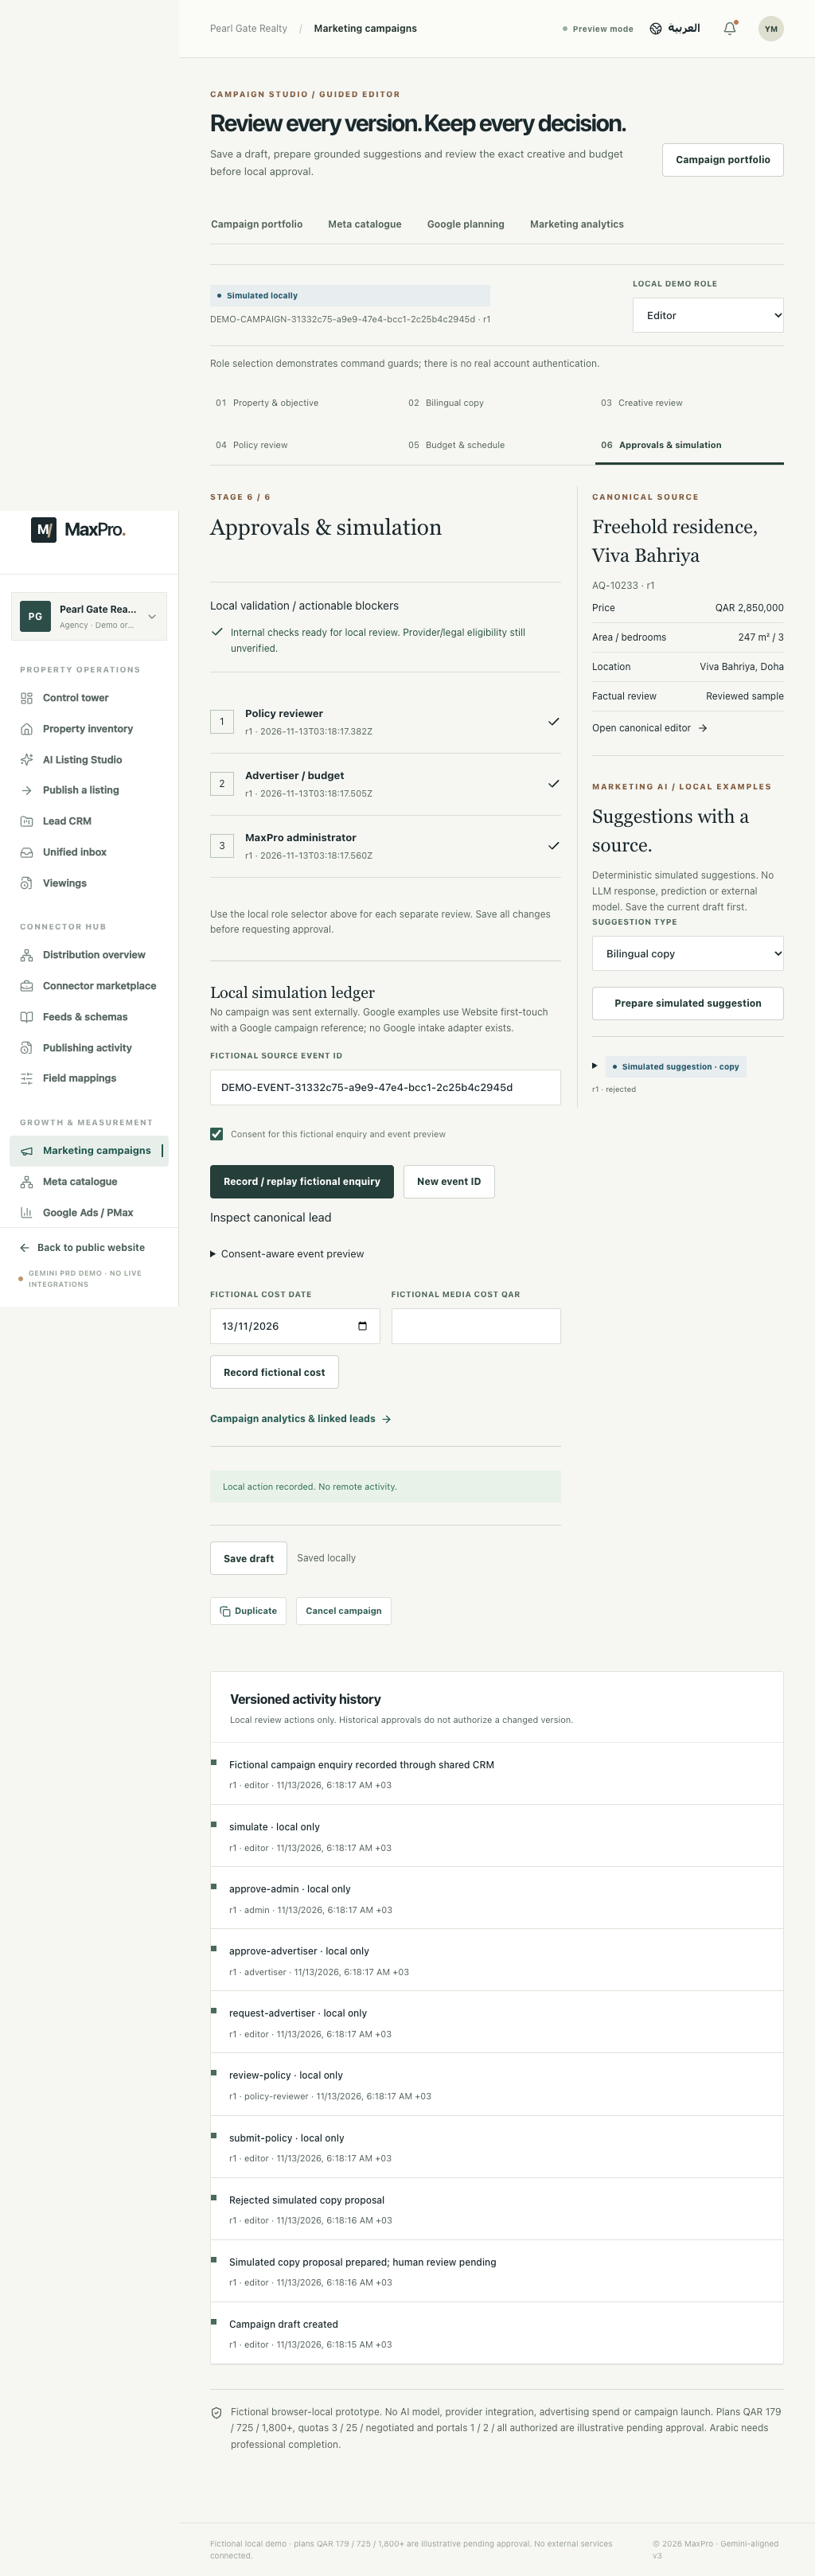 Pearl Gate Realty / Marketing campaigns
Preview mode
العربية
YM
CAMPAIGN STUDIO / GUIDED EDITOR
Review every version. Keep every decision.
Save a draft, prepare grounded suggestions and review the exact creative and budget
before local approval.
Campaign portfolio
Campaign portfolio
Meta catalogue
Google planning
Marketing analytics
Simulated locally
DEMO-CAMPAIGN-31332c75-a9e9-47e4-bcc1-2c25b4c2945d · r1
LOCAL DEMO ROLE
Editor
Role selection demonstrates command guards; there is no real account authentication.
01 Property & objective
02 Bilingual copy
03 Creative review
04 Policy review
05 Budget & schedule
06 Approvals & simulation
M/ MaxPro.
PG
Pearl Gate Rea...
Agency · Demo or...
PROPERTY OPERATIONS
Control tower
Property inventory
AI Listing Studio
Publish a listing
Lead CRM
Unified inbox
Viewings
CONNECTOR HUB
Distribution overview
Connector marketplace
Feeds & schemas
Publishing activity
Field mappings
GROWTH & MEASUREMENT
Marketing campaigns
Meta catalogue
Google Ads / PMax
Back to public website
GEMINI PRD DEMO · NO LIVE
INTEGRATIONS
STAGE 6 / 6
Approvals & simulation
Local validation / actionable blockers
Internal checks ready for local review. Provider/legal eligibility still
unverified.
1
Policy reviewer
r1 · 2026-11-13T03:18:17.382Z
2
Advertiser / budget
r1 · 2026-11-13T03:18:17.505Z
3
MaxPro administrator
r1 · 2026-11-13T03:18:17.560Z
Use the local role selector above for each separate review. Save all changes
before requesting approval.
Local simulation ledger
No campaign was sent externally. Google examples use Website first-touch
with a Google campaign reference; no Google intake adapter exists.
FICTIONAL SOURCE EVENT ID
DEMO-EVENT-31332c75-a9e9-47e4-bcc1-2c25b4c2945d
Consent for this fictional enquiry and event preview
Record / replay fictional enquiry
New event ID
Inspect canonical lead
Consent-aware event preview
FICTIONAL COST DATE
FICTIONAL MEDIA COST QAR
13/11/2026
Record fictional cost
Campaign analytics & linked leads
Local action recorded. No remote activity.
Save draft
Saved locally
Duplicate
Cancel campaign
CANONICAL SOURCE
Freehold residence,
Viva Bahriya
AQ-10233 · r1
Price QAR 2,850,000
Area / bedrooms 247 m² / 3
Location Viva Bahriya, Doha
Factual review Reviewed sample
Open canonical editor
MARKETING AI / LOCAL EXAMPLES
Suggestions with a
source.
Deterministic simulated suggestions. No
LLM response, prediction or external
model. Save the current draft first.
SUGGESTION TYPE
Bilingual copy
Prepare simulated suggestion
Simulated suggestion · copy
r1 · rejected
Versioned activity history
Local review actions only. Historical approvals do not authorize a changed version.
Fictional campaign enquiry recorded through shared CRM
r1 · editor · 11/13/2026, 6:18:17 AM +03
simulate · local only
r1 · editor · 11/13/2026, 6:18:17 AM +03
approve-admin · local only
r1 · admin · 11/13/2026, 6:18:17 AM +03
approve-advertiser · local only
r1 · advertiser · 11/13/2026, 6:18:17 AM +03
request-advertiser · local only
r1 · editor · 11/13/2026, 6:18:17 AM +03
review-policy · local only
r1 · policy-reviewer · 11/13/2026, 6:18:17 AM +03
submit-policy · local only
r1 · editor · 11/13/2026, 6:18:17 AM +03
Rejected simulated copy proposal
r1 · editor · 11/13/2026, 6:18:16 AM +03
Simulated copy proposal prepared; human review pending
r1 · editor · 11/13/2026, 6:18:16 AM +03
Campaign draft created
r1 · editor · 11/13/2026, 6:18:15 AM +03
Fictional browser-local prototype. No AI model, provider integration, advertising spend or campaign launch. Plans QAR 179
/ 725 / 1,800+, quotas 3 / 25 / negotiated and portals 1 / 2 / all authorized are illustrative pending approval. Arabic needs
professional completion.
Fictional local demo · plans QAR 179 / 725 / 1,800+ are illustrative pending approval. No external services
connected.
© 2026 MaxPro · Gemini-aligned
v3